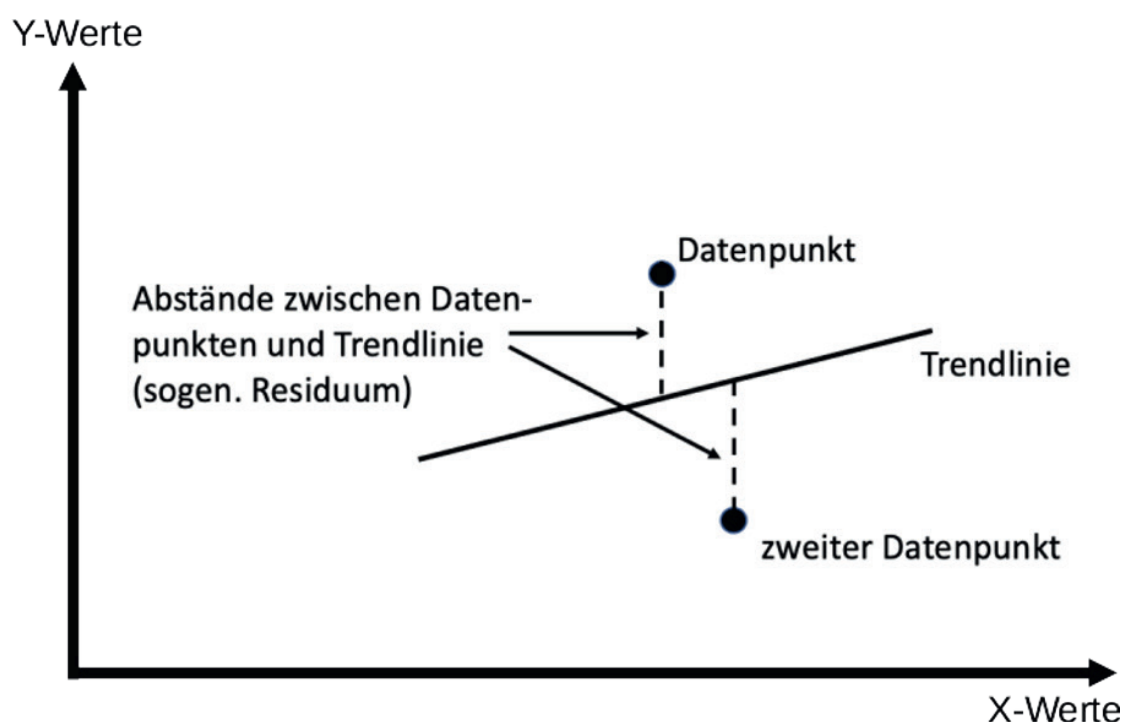 Y-Werte
Datenpunkt
Abstände zwischen Daten-
punkten und Trendlinie
(sogen. Residuum)
Trendlinie
zweiter Datenpunkt
X-Werte